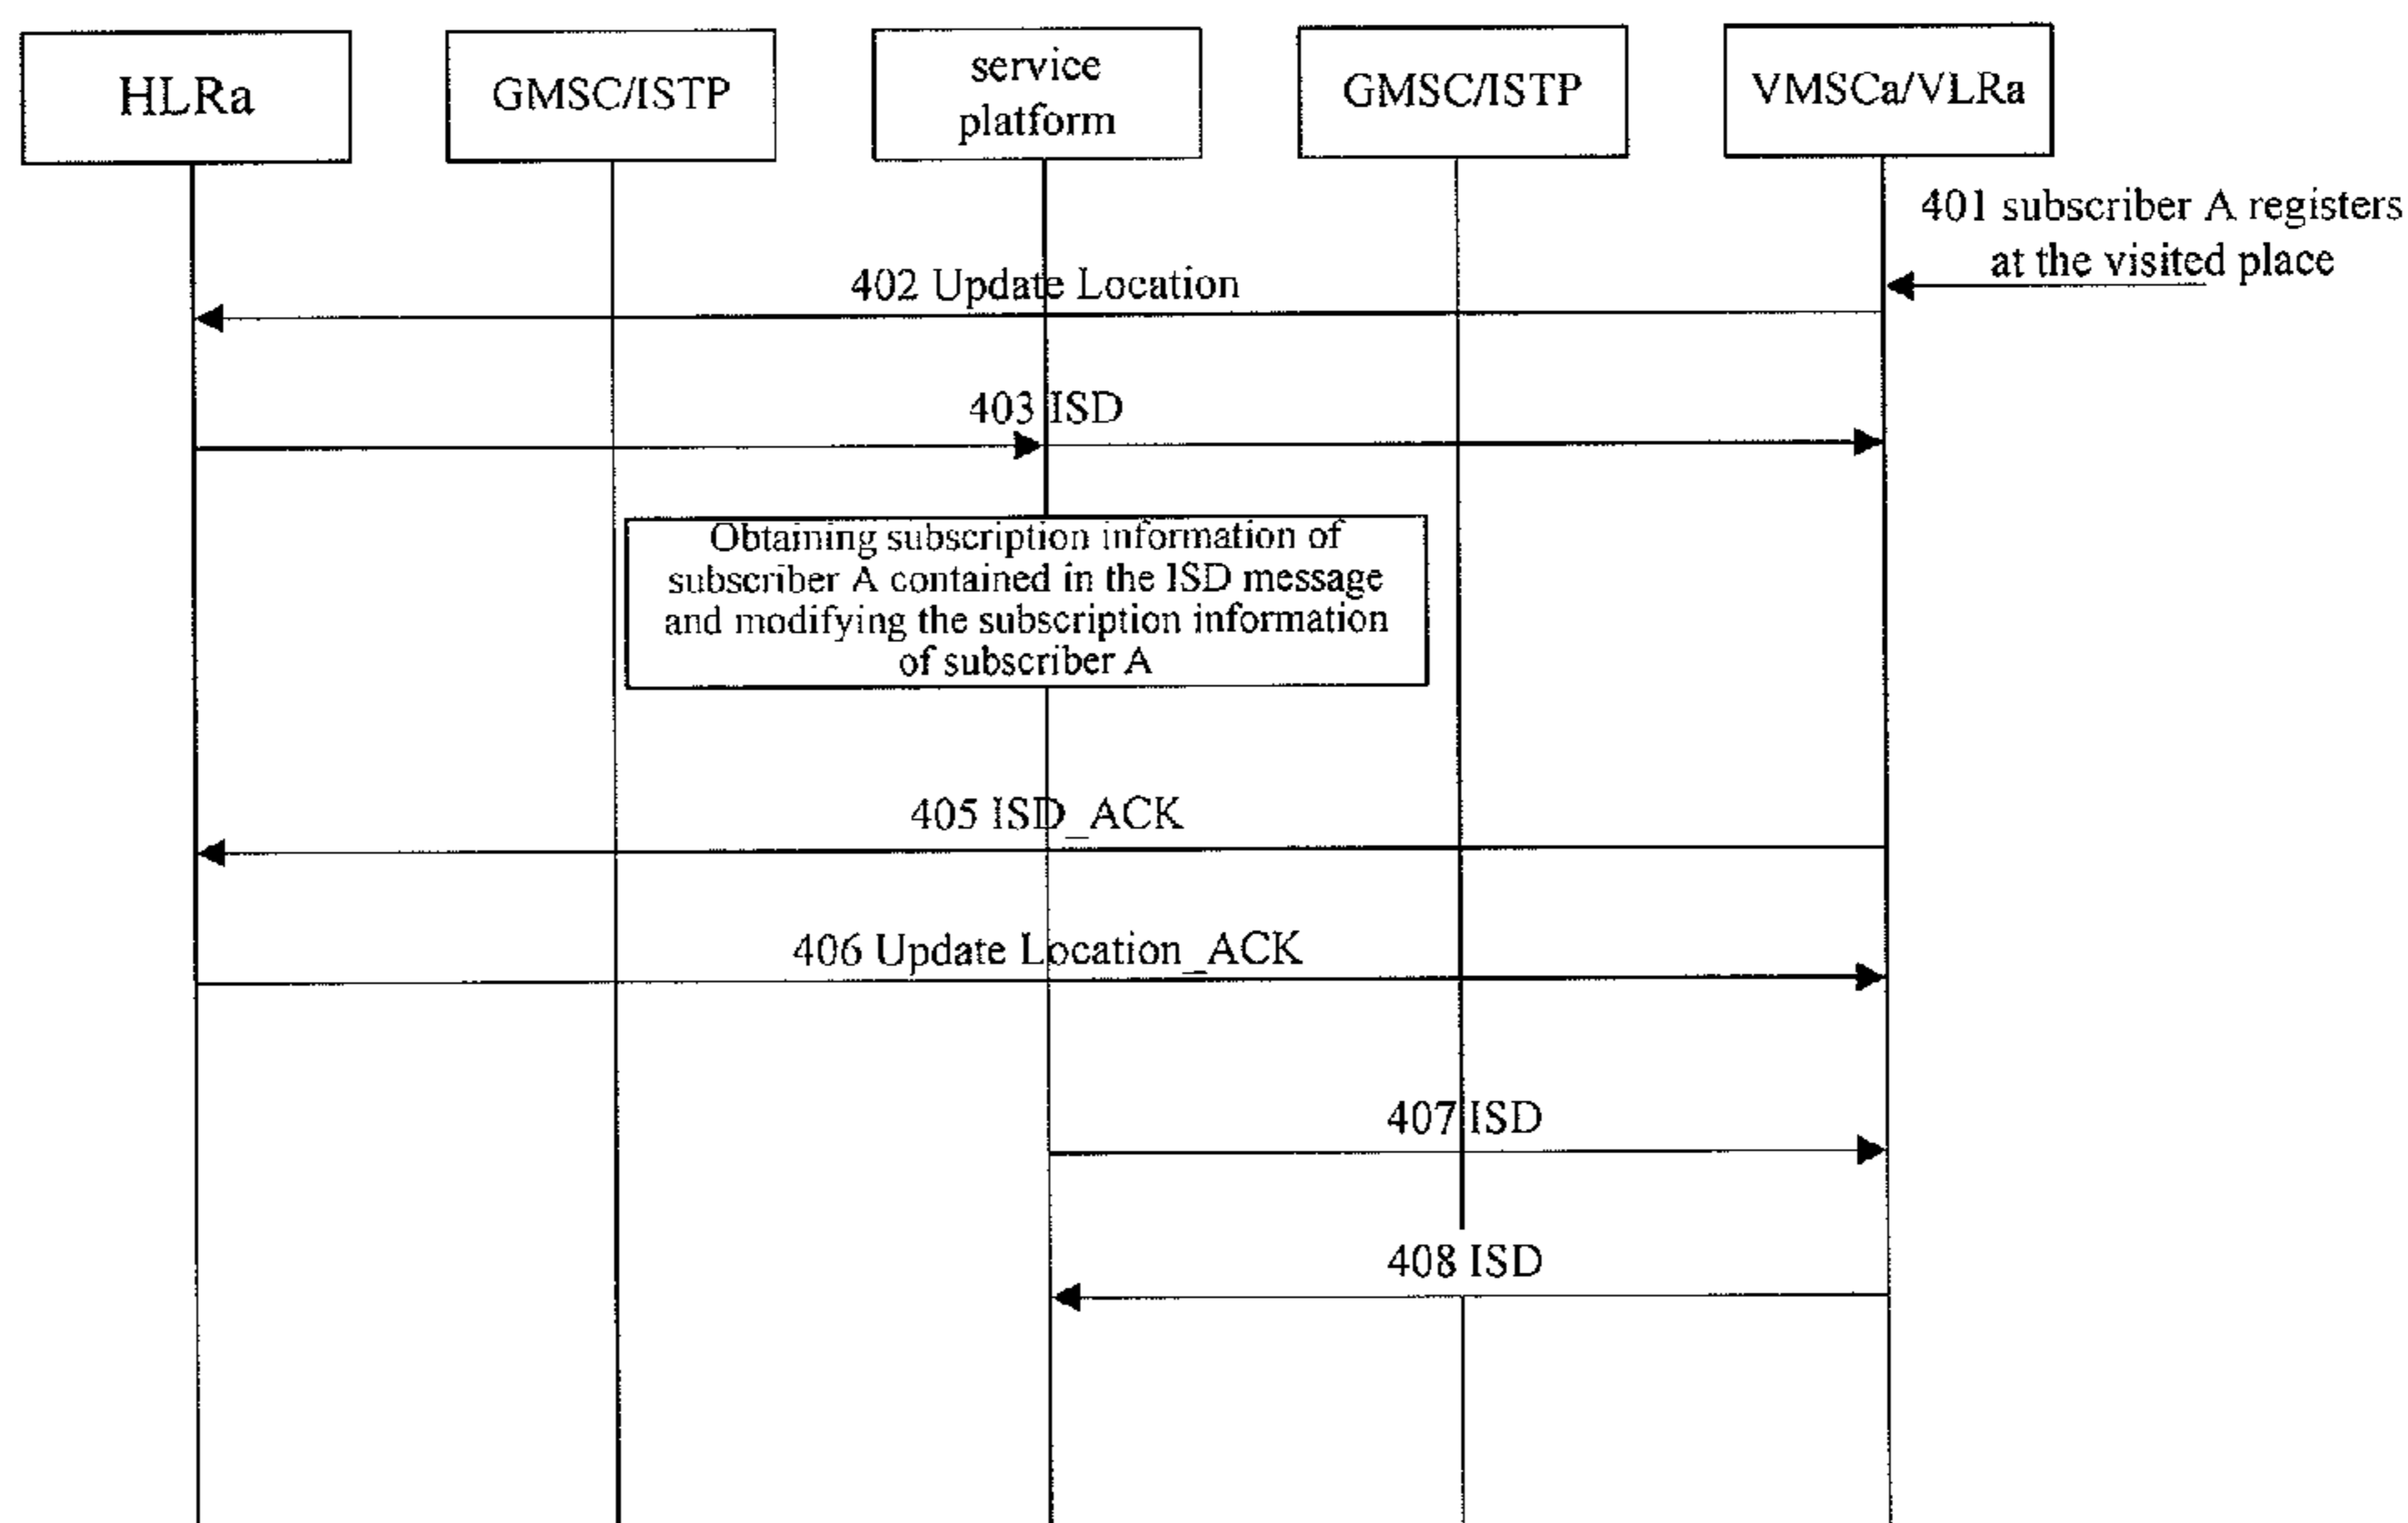 HLRa
GMSC/ISTP
service
platform
GMSC/ISTP
VMSCa/VLRa
401 subscriber A registers
at the visited place
402 Update Location
403 ISD
Obtaining subscription information of
subscriber A contained in the ISD message
and modifying the subscription information
of subscriber A
405 ISD_ACK
406 Update Location_ACK
407 ISD
408 ISD